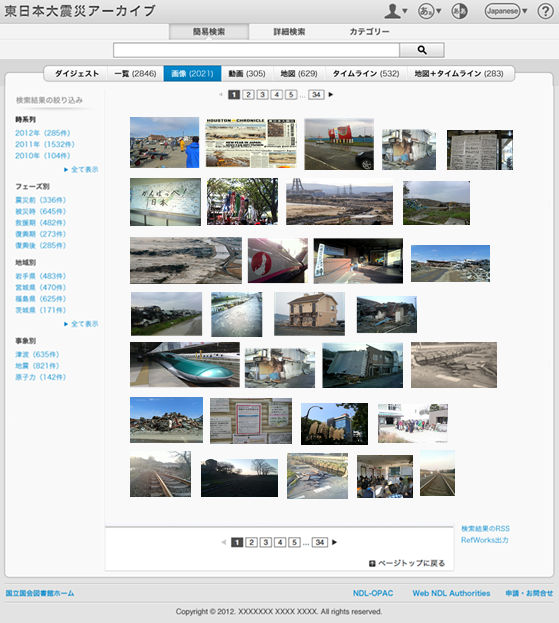 東日本大震災アーカイブ
あぁ
ああ
Japanese
?
簡易検索
詳細検索
カテゴリー
ダイジェスト
一覧 (2846)
画像 (2021)
動画 (305)
地図 (629)
タイムライン (532)
地図+タイムライン (283)
検索結果の絞り込み
時系列
2012年（285件）
2011年（1532件）
2010年（104件）
▶ 全て表示
フェーズ別
震災前（336件）
被災時（645件）
救援期（482件）
復興期（273件）
復興後（285件）
地域別
岩手県（483件）
宮城県（470件）
福島県（625件）
茨城県（171件）
▶ 全て表示
事象別
津波（635件）
地震（821件）
原子力（142件）
◀ 1 2 3 4 5 ... 34 ▶
HOUSTON CHRONICLE
がんばっぺ!
日本
◀ 1 2 3 4 5 ... 34 ▶
ページトップに戻る
検索結果のRSS
RefWorks出力
国立国会図書館ホーム
NDL-OPAC
Web NDL Authorities
申請・お問合せ
Copyright © 2012. XXXXXXX XXXX XXXX. All rights reserved.